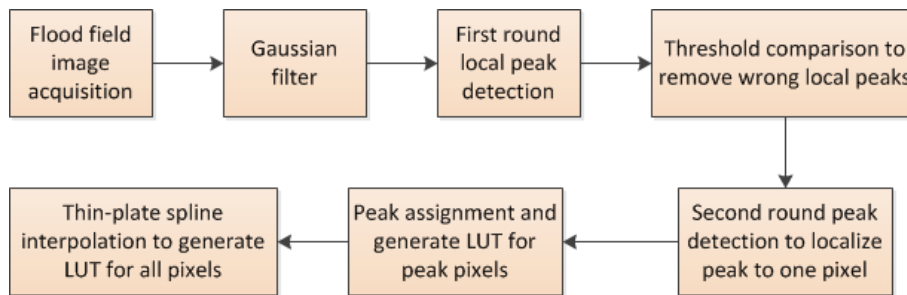 Flood field
image
acquisition
Gaussian
filter
First round
local peak
detection
Threshold comparison to
remove wrong local peaks
Second round peak
detection to localize
peak to one pixel
Peak assignment and
generate LUT for
peak pixels
Thin-plate spline
interpolation to generate
LUT for all pixels